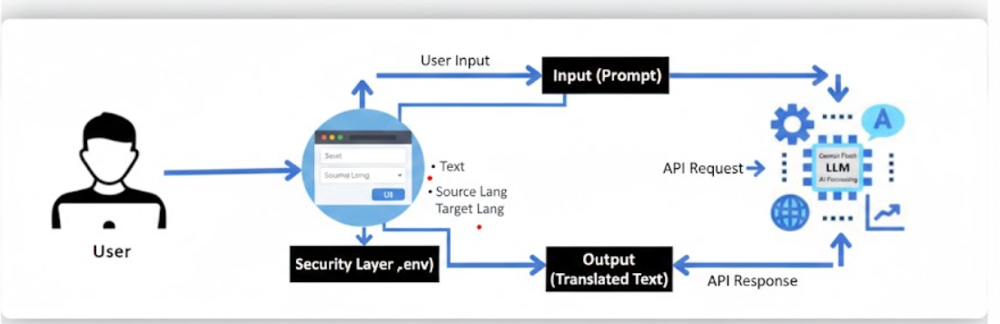 User Input
Input (Prompt)
A
Text
Source Lang
Target Lang
UI
API Request
LLM
User
Security Layer ,env)
Output
(Translated Text)
API Response